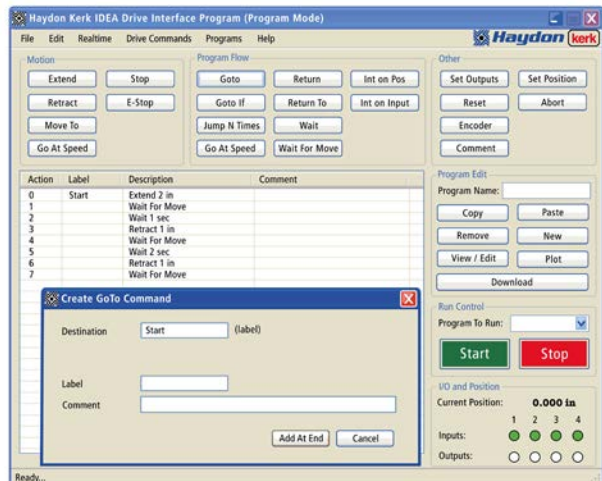 Haydon Kerk IDEA Drive Interface Program (Program Mode)
File Edit Realtime Drive Commands Programs Help
Haydon kerk
Motion
Extend Stop
Retract E-Stop
Move To
Go At Speed
Program Flow
Goto Return Int on Pos
Goto If Return To Int on Input
Jump N Times Wait
Go At Speed Wait For Move
Other
Set Outputs Set Position
Reset Abort
Encoder
Comment
Action Label Description Comment
0 Start Extend 2 in
1 Wait For Move
2 Wait 1 sec
3 Retract 1 in
4 Wait For Move
5 Wait 2 sec
6 Retract 1 in
7 Wait For Move
Program Edit
Program Name:
Copy Paste
Remove New
View / Edit Plot
Download
Run Control
Program To Run:
Start Stop
I/O and Position
Current Position: 0.000 in
1 2 3 4
Inputs:
Outputs:
Create GoTo Command
Destination Start (label)
Label
Comment
Add At End Cancel
Ready...